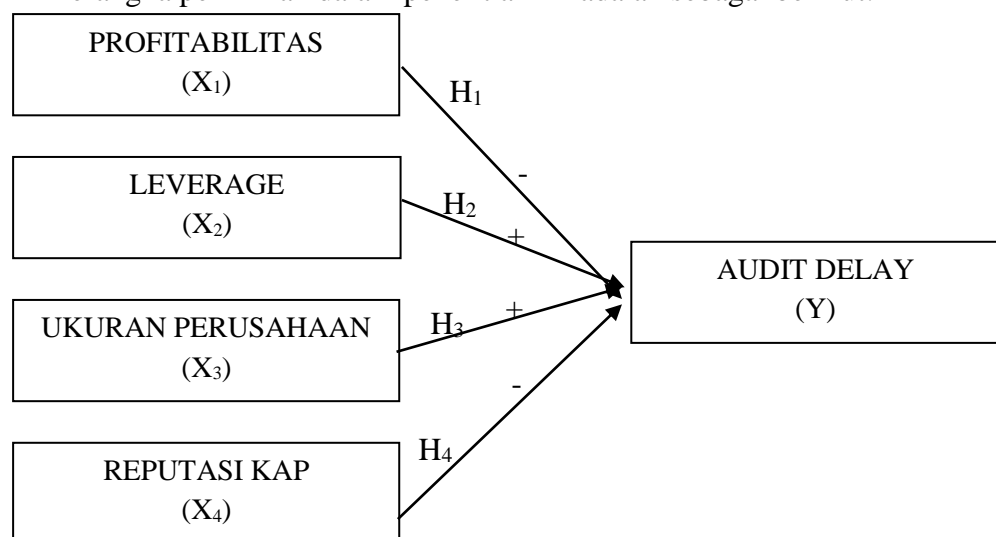 PROFITABILITAS
(X₁)
H₁
-
LEVERAGE
(X₂)
H₂
+
AUDIT DELAY
(Y)
UKURAN PERUSAHAAN
(X₃)
H₃
+
-
REPUTASI KAP
(X₄)
H₄